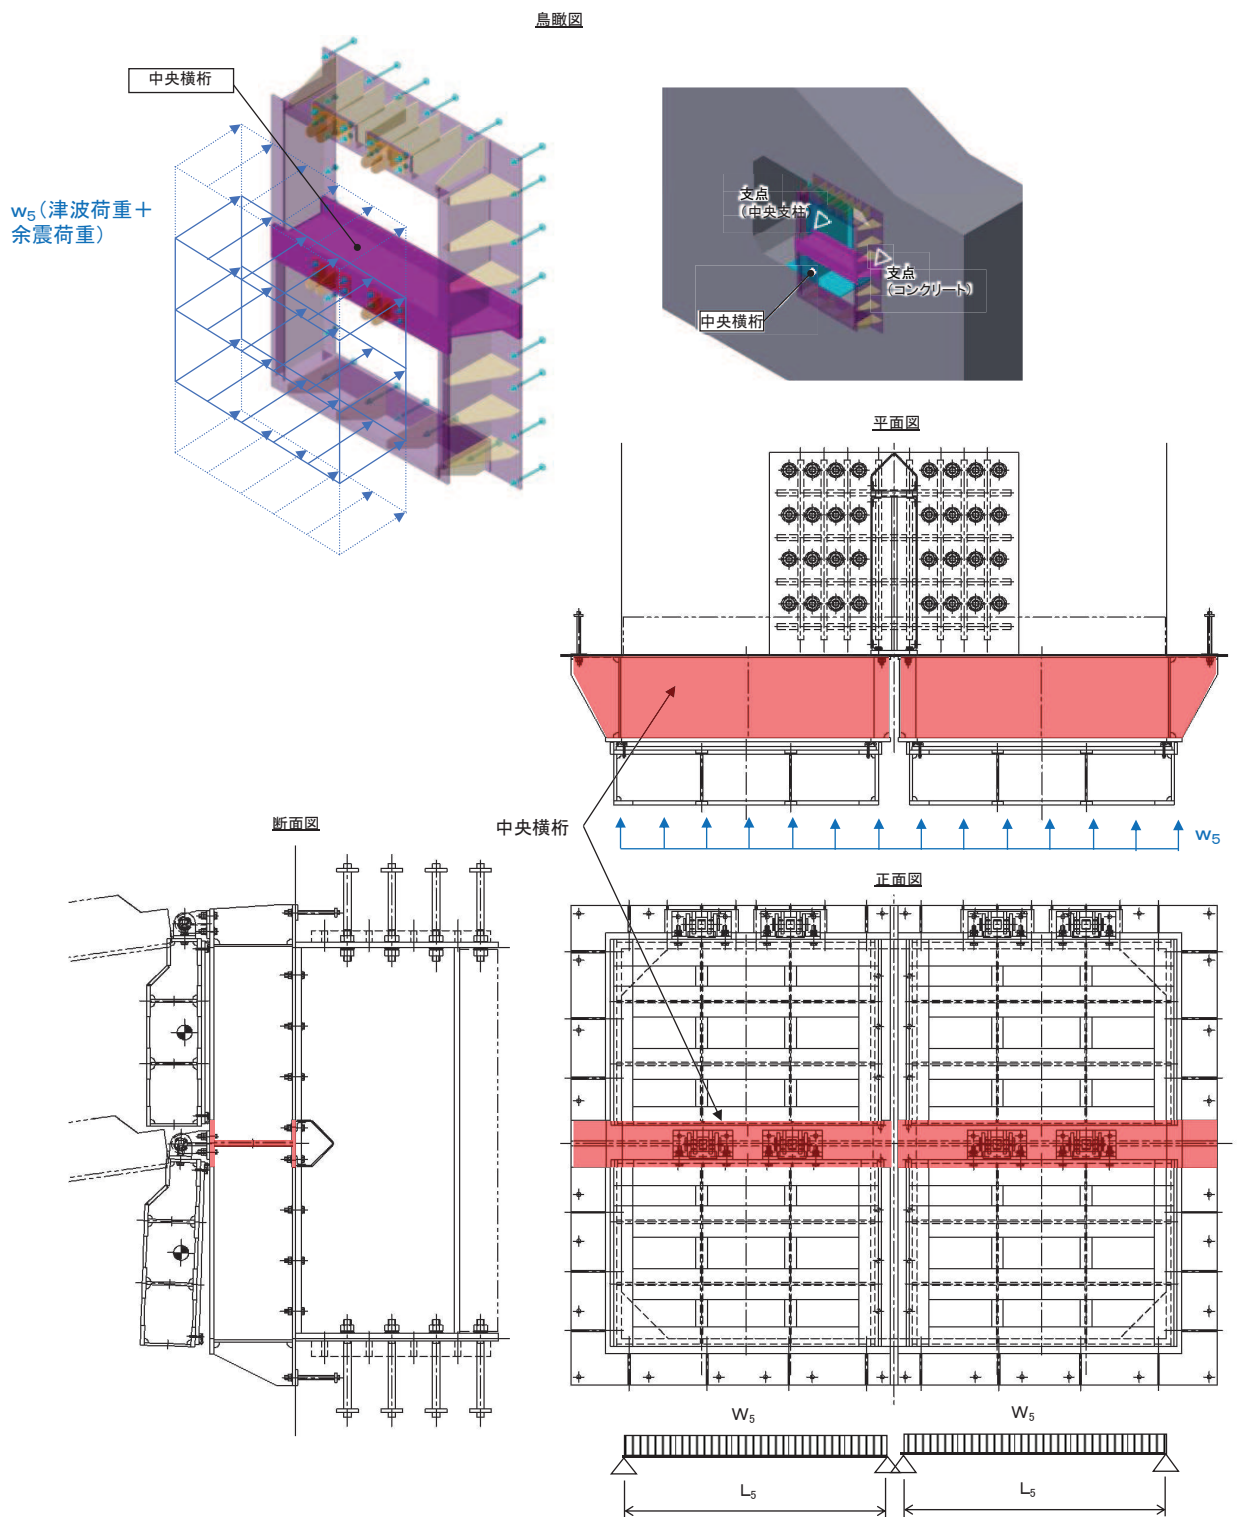 鳥瞰図
中央横桁
w₅(津波荷重＋
余震荷重)
支点
(中央支柱)
支点
(コンクリート)
中央横桁
平面図
中央横桁
w₅
断面図
正面図
W₅
W₅
L₅
L₅